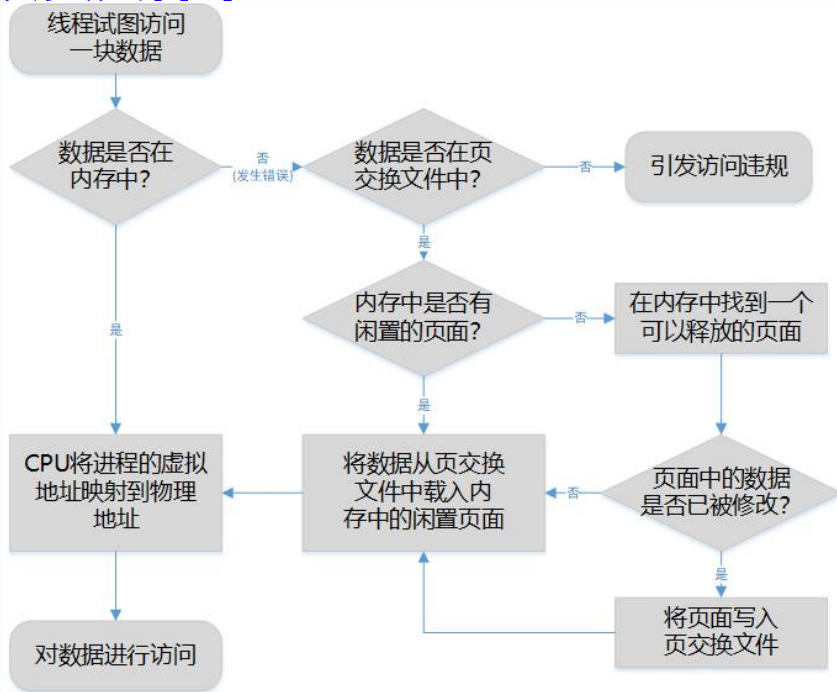 线程试图访问
一块数据
数据是否在
内存中？
否
(发生错误)
数据是否在页
交换文件中？
否
引发访问违规
是
内存中是否有
闲置的页面？
否
在内存中找到一个
可以释放的页面
是
是
CPU将进程的虚拟
地址映射到物理
地址
将数据从页交换
文件中载入内
存中的闲置页面
否
页面中的数据
是否已被修改？
是
将页面写入
页交换文件
对数据进行访问